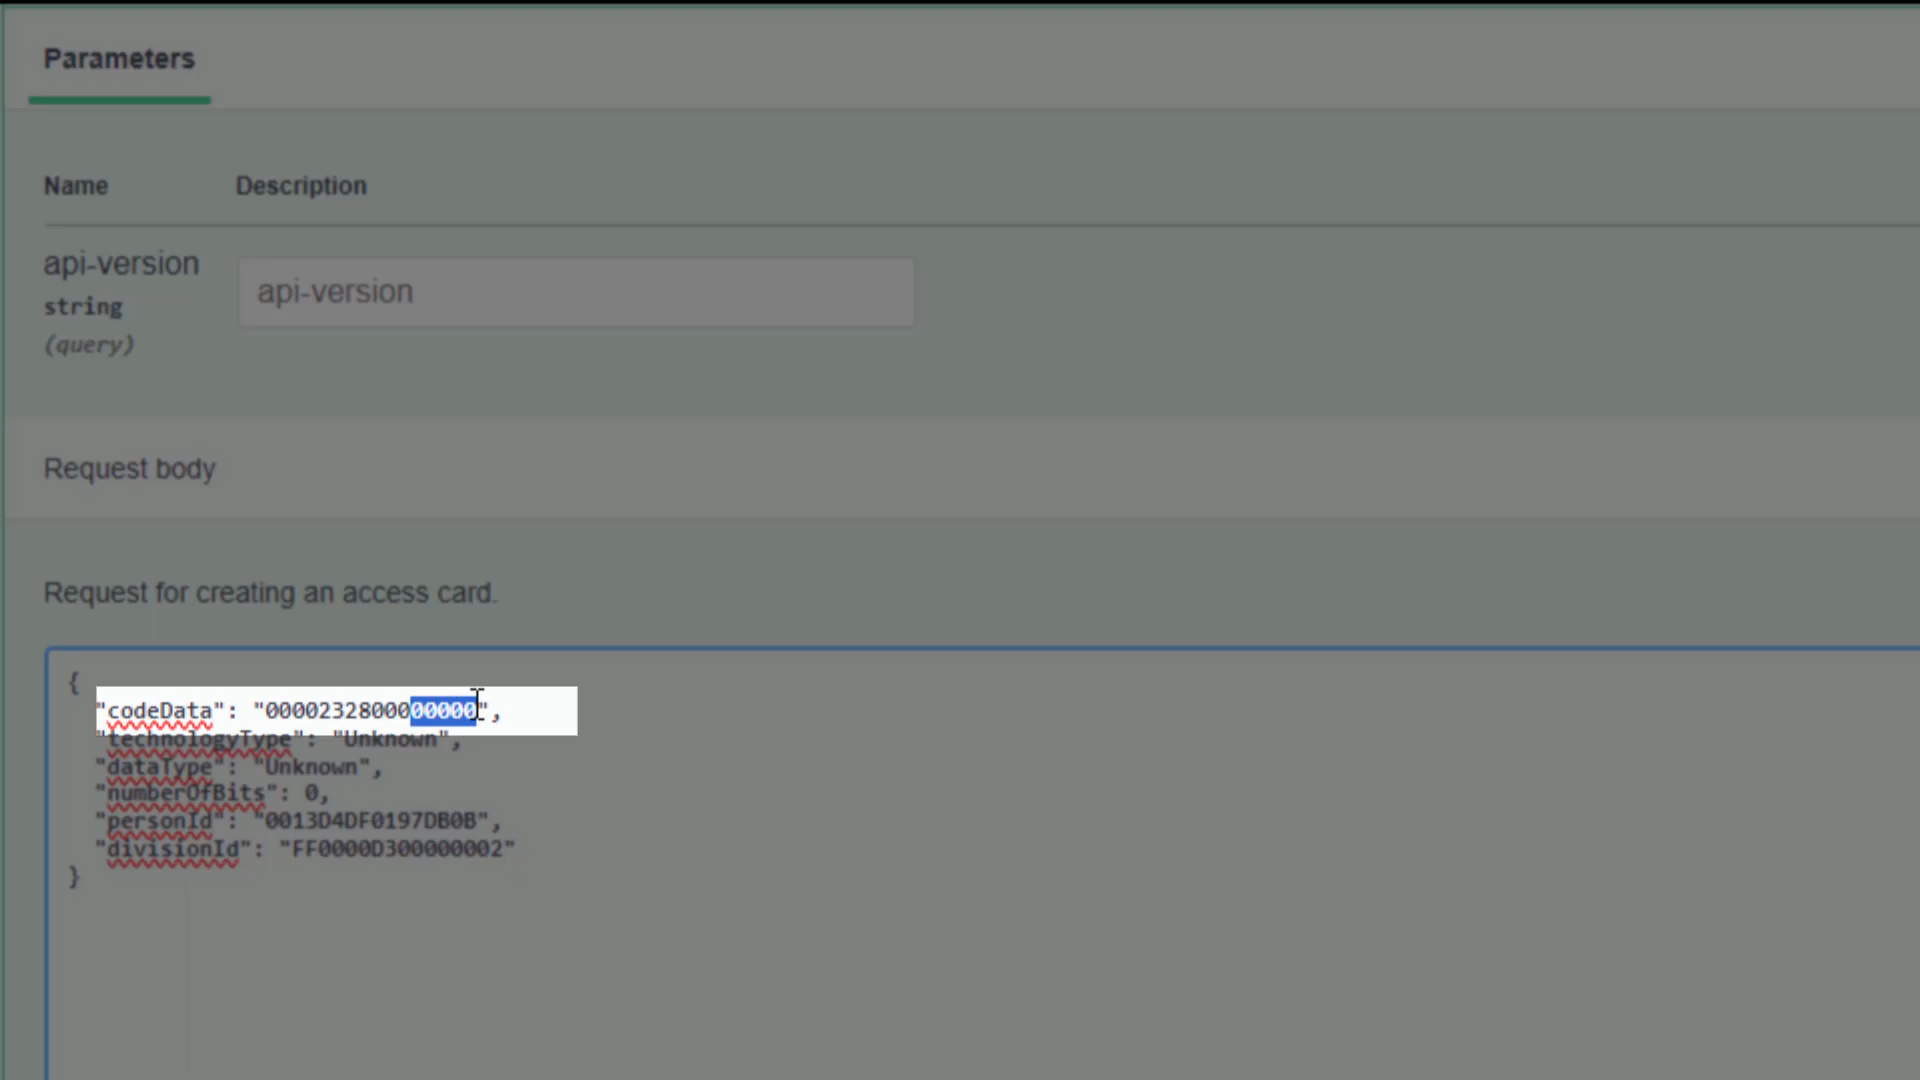 Parameters
Name Description
api-version
string
(query)
api-version
Request body
Request for creating an access card.
{
"codeData": "0000232800000000",
"technologyType": "Unknown",
"dataType": "Unknown",
"numberOfBits": 0,
"personId": "0013D4DF0197DB0B",
"divisionId": "FF0000D300000002"
}